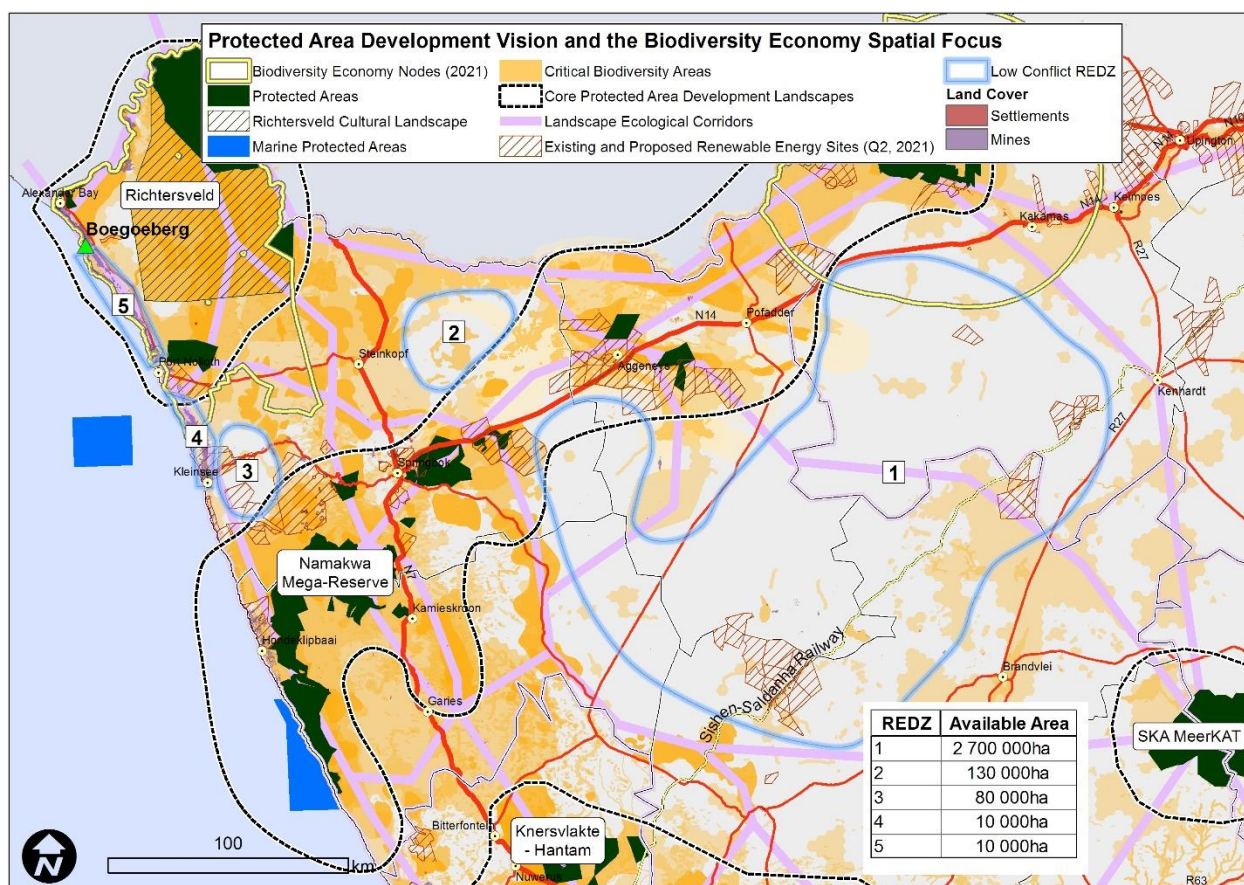 Protected Area Development Vision and the Biodiversity Economy Spatial Focus
Biodiversity Economy Nodes (2021)
Protected Areas
Richtersveld Cultural Landscape
Marine Protected Areas
Critical Biodiversity Areas
Core Protected Area Development Landscapes
Landscape Ecological Corridors
Existing and Proposed Renewable Energy Sites (Q2, 2021)
Low Conflict REDZ
Land Cover
Settlements
Mines
N10
N14
Upington
Alexander Bay
Richtersveld
Keimoes
N14
Kakamas
Boegoeberg
R27
5
2
N14
Pofadder
Port Nolloth
Steinkopf
Aggeneys
Kenhardt
R27
4
3
Kleinsee
Springbok
1
Namakwa
Mega-Reserve
N7
Kamieskroon
Hondeklipbaai
Sishen-Saldanha Railway
Brandvlei
Garies
REDZ Available Area
1 2 700 000ha
2 130 000ha
3 80 000ha
4 10 000ha
5 10 000ha
SKA MeerKAT
Bitterfontein
Knersvlakte
- Hantam
Nuwerus
N
100
km
R63